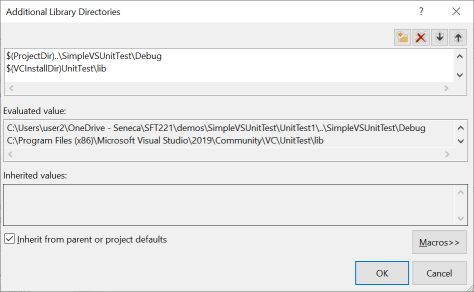 Additional Library Directories
$(ProjectDir)..\SimpleVSUnitTest\Debug
$(VCInstallDir)UnitTest\lib
Evaluated value:
C:\Users\user2\OneDrive - Seneca\SFT221\demos\SimpleVSUnitTest\UnitTest1\..\SimpleVSUnitTest\Debug
C:\Program Files (x86)\Microsoft Visual Studio\2019\Community\VC\UnitTest\lib
Inherited values:
Inherit from parent or project defaults
Macros>>
OK
Cancel